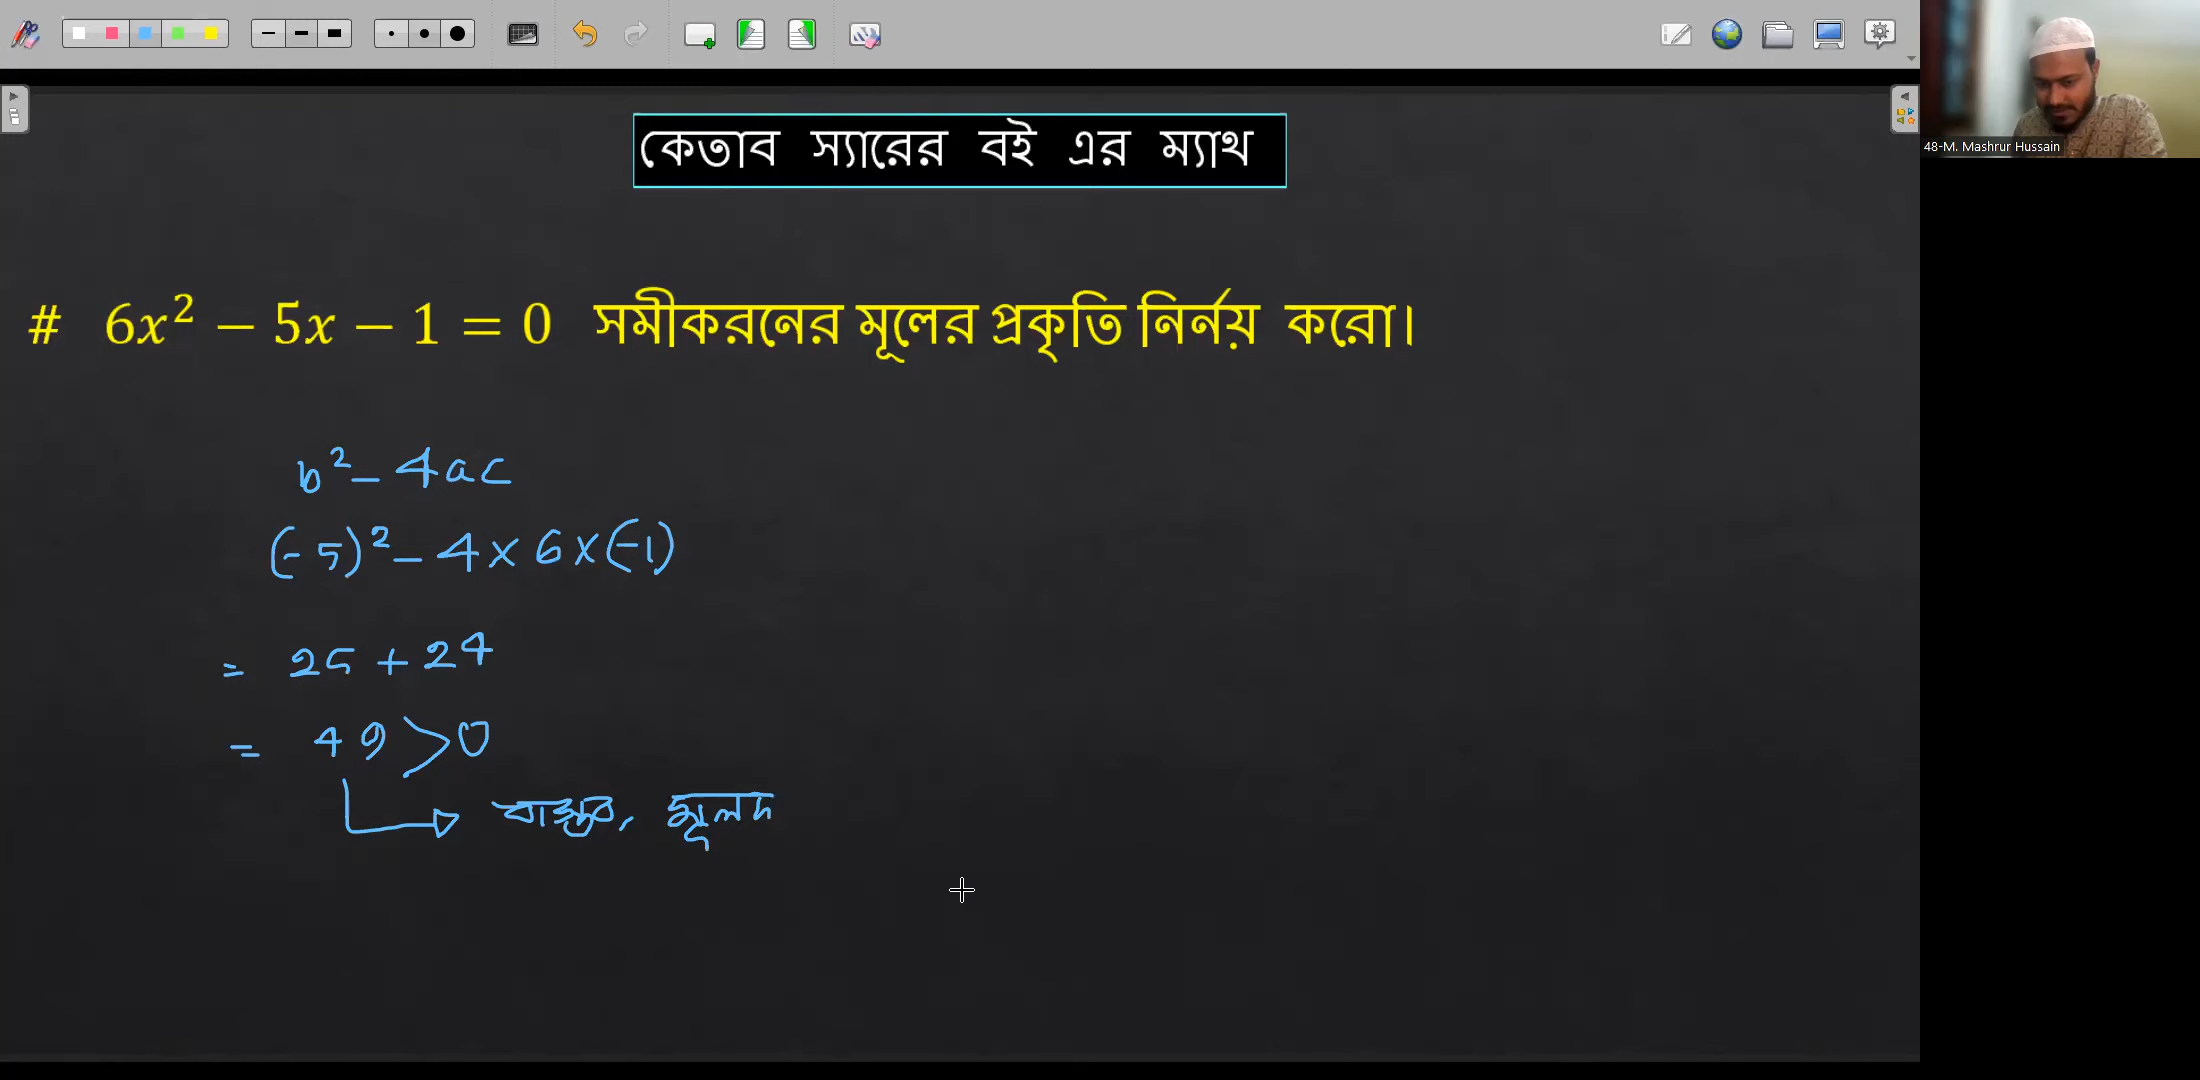 কেতাব স্যারের বই এর ম্যাথ
48-M. Mashrur Hussain
# 6x² − 5x − 1 = 0 সমীকরনের মূলের প্রকৃতি নির্নয় করো।
b² − 4ac
(−5)² − 4 × 6 × (−1)
= 25 + 24
= 49 > 0
বাস্তব, মূলদ